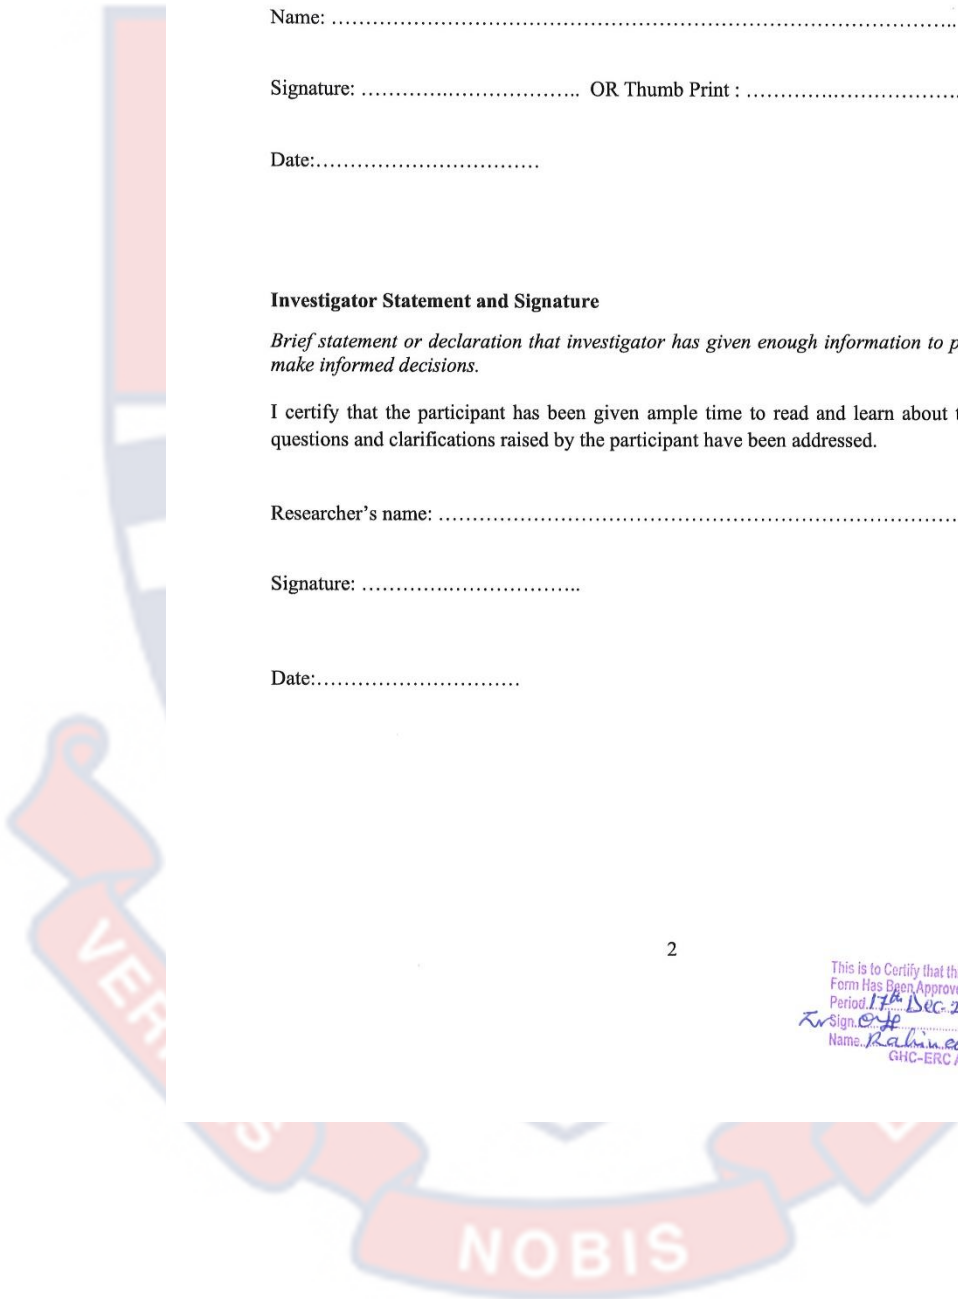 Name: ……………………………………………………………………………………..
Signature: ………….……………….. OR Thumb Print : ………….……………….
Date:……………………………
Investigator Statement and Signature
Brief statement or declaration that investigator has given enough information to p
make informed decisions.
I certify that the participant has been given ample time to read and learn about t
questions and clarifications raised by the participant have been addressed.
Researcher’s name: ……………………………………………………………………
Signature: ………….………………..
Date:…………………………
2
This is to Certify that th
Form Has Been Approve
Period.17th Dec. 2
Sign.
Name.
GHC-ERC A
VERITAS
NOBIS